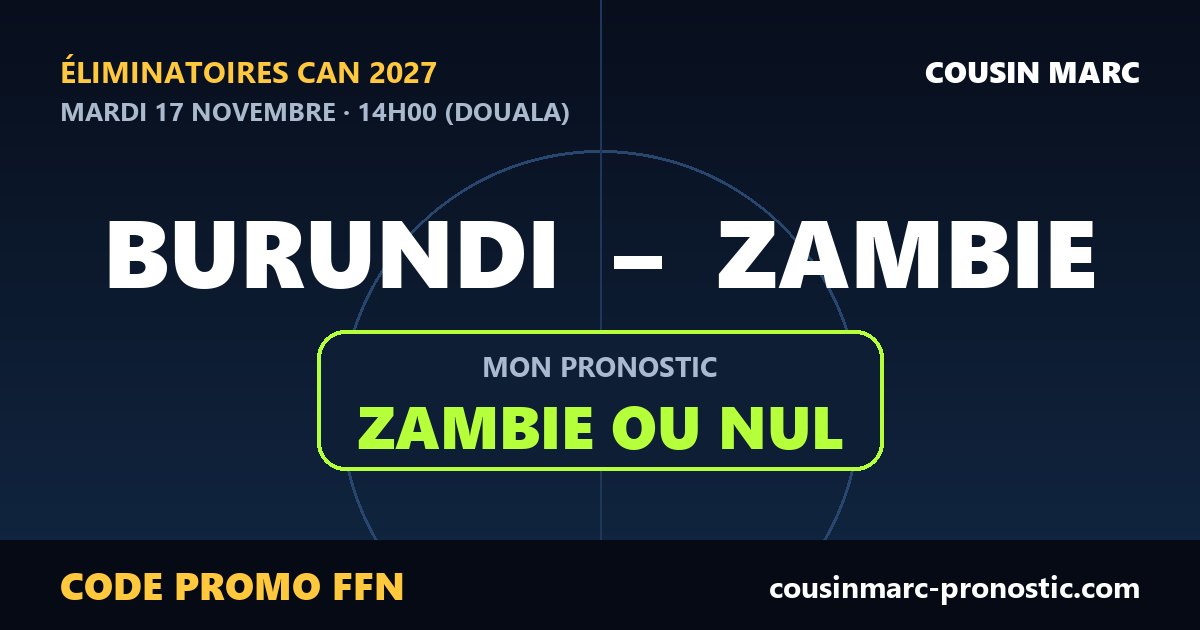 ÉLIMINATOIRES CAN 2027
COUSIN MARC
MARDI 17 NOVEMBRE · 14H00 (DOUALA)
BURUNDI – ZAMBIE
MON PRONOSTIC
ZAMBIE OU NUL
CODE PROMO FFN
cousinmarc-pronostic.com